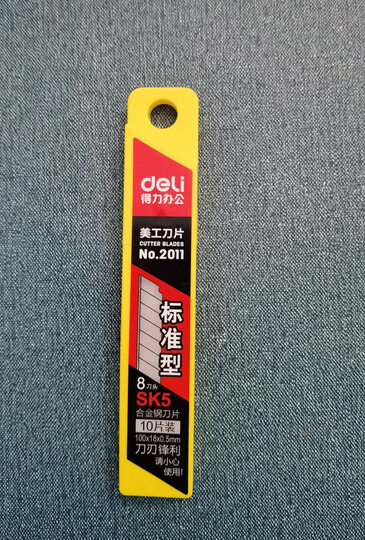 deli
得力办公
美工刀片
CUTTER BLADES
No.2011
标准型
8刀头
SK5
合金钢刀片
10片装
100x18x0.5mm
刀刃锋利
请小心
使用!